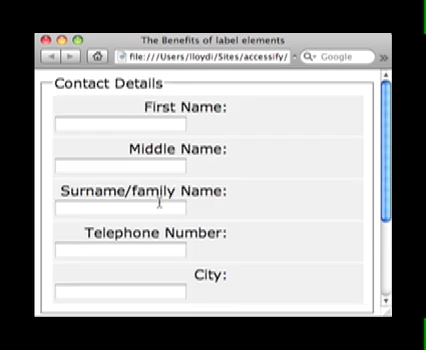 The Benefits of label elements
file:///Users/lloydi/Sites/accessify/
Google
Contact Details
First Name:
Middle Name:
Surname/family Name:
Telephone Number:
City: